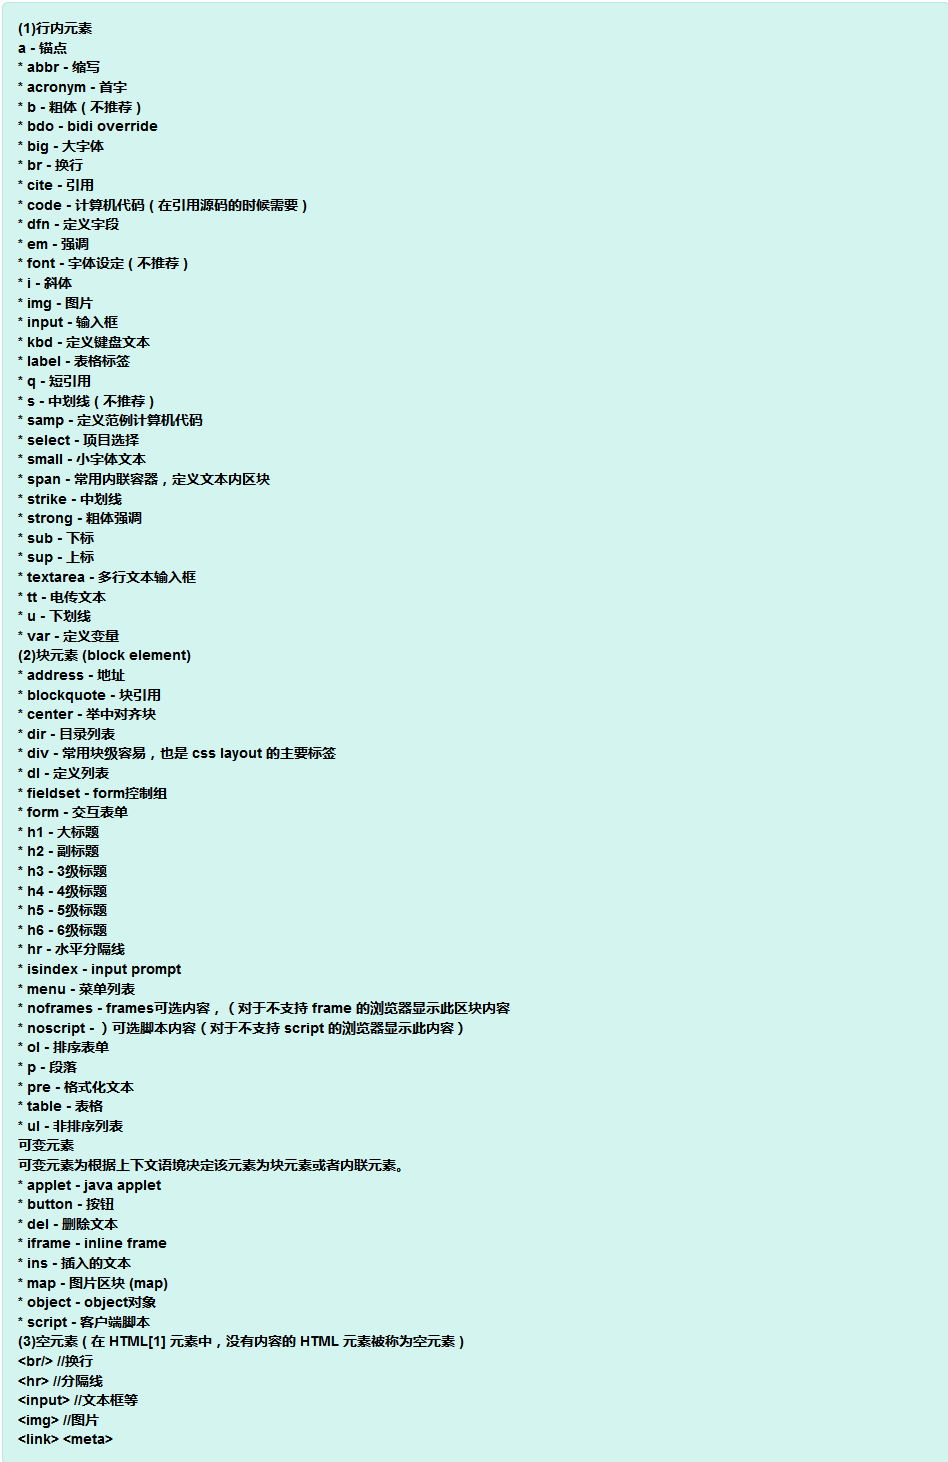 (1)行内元素
a - 锚点
* abbr - 缩写
* acronym - 首字
* b - 粗体 ( 不推荐 )
* bdo - bidi override
* big - 大字体
* br - 换行
* cite - 引用
* code - 计算机代码 ( 在引用源码的时候需要 )
* dfn - 定义字段
* em - 强调
* font - 字体设定 ( 不推荐 )
* i - 斜体
* img - 图片
* input - 输入框
* kbd - 定义键盘文本
* label - 表格标签
* q - 短引用
* s - 中划线 ( 不推荐 )
* samp - 定义范例计算机代码
* select - 项目选择
* small - 小字体文本
* span - 常用内联容器，定义文本内区块
* strike - 中划线
* strong - 粗体强调
* sub - 下标
* sup - 上标
* textarea - 多行文本输入框
* tt - 电传文本
* u - 下划线
* var - 定义变量
(2)块元素 (block element)
* address - 地址
* blockquote - 块引用
* center - 举中对齐块
* dir - 目录列表
* div - 常用块级容易，也是 css layout 的主要标签
* dl - 定义列表
* fieldset - form控制组
* form - 交互表单
* h1 - 大标题
* h2 - 副标题
* h3 - 3级标题
* h4 - 4级标题
* h5 - 5级标题
* h6 - 6级标题
* hr - 水平分隔线
* isindex - input prompt
* menu - 菜单列表
* noframes - frames可选内容，（对于不支持 frame 的浏览器显示此区块内容
* noscript - ）可选脚本内容（对于不支持 script 的浏览器显示此内容）
* ol - 排序表单
* p - 段落
* pre - 格式化文本
* table - 表格
* ul - 非排序列表
可变元素
可变元素为根据上下文语境决定该元素为块元素或者内联元素。
* applet - java applet
* button - 按钮
* del - 删除文本
* iframe - inline frame
* ins - 插入的文本
* map - 图片区块 (map)
* object - object对象
* script - 客户端脚本
(3)空元素 ( 在 HTML[1] 元素中，没有内容的 HTML 元素被称为空元素 )
<br/> //换行
<hr> //分隔线
<input> //文本框等
<img> //图片
<link> <meta>